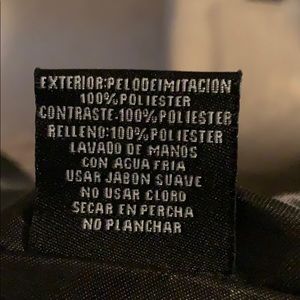 EXTERIOR:PELODEIMITACION
100%POLIESTER
CONTRASTE-100%POLIESTER
RELLENO:100%POLIESTER
LAVADO DE MANOS
CON AGUA FRIA
USAR JABON SUAVE
NO USAR CLORO
SECAR EN PERCHA
NO PLANCHAR